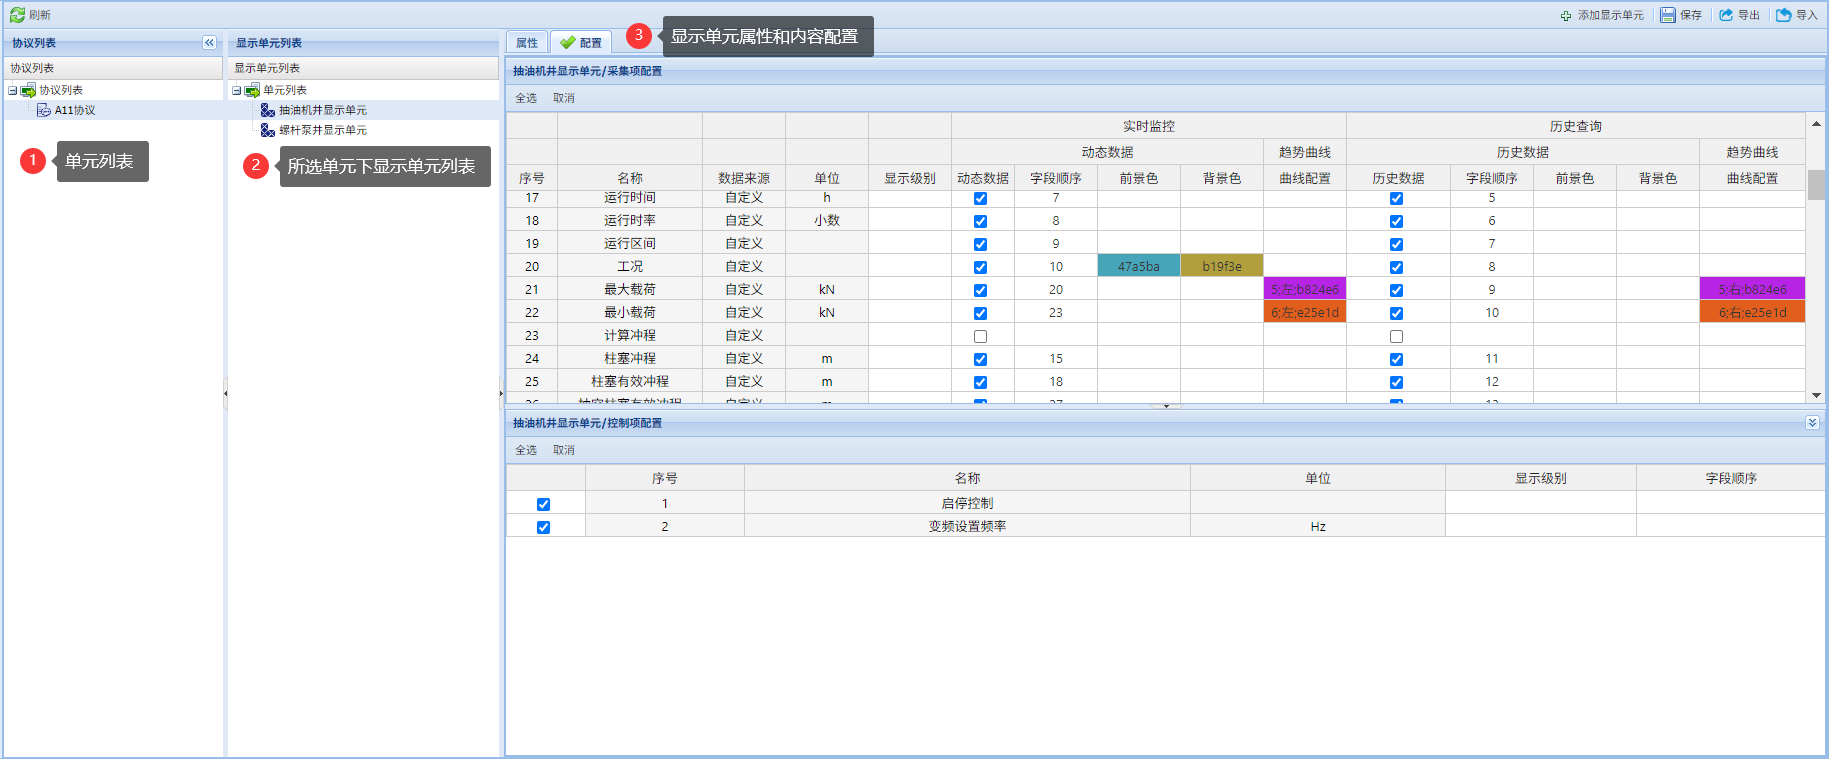 刷新
添加显示单元 保存 导出 导入
协议列表
协议列表
协议列表
A11协议
1 单元列表
显示单元列表
显示单元列表
单元列表
抽油机井显示单元
螺杆泵井显示单元
2 所选单元下显示单元列表
属性 配置
3 显示单元属性和内容配置
抽油机井显示单元/采集项配置
全选 取消
实时监控 历史查询
动态数据 趋势曲线 历史数据 趋势曲线
序号 名称 数据来源 单位 显示级别 动态数据 字段顺序 前景色 背景色 曲线配置 历史数据 字段顺序 前景色 背景色 曲线配置
17 运行时间 自定义 h 7 5
18 运行时率 自定义 小数 8 6
19 运行区间 自定义 9 7
20 工况 自定义 10 47a5ba b19f3e 8
21 最大载荷 自定义 kN 20 5;左;b824e6 9 5;右;b824e6
22 最小载荷 自定义 kN 23 6;左;e25e1d 10 6;右;e25e1d
23 计算冲程 自定义
24 柱塞冲程 自定义 m 15 11
25 柱塞有效冲程 自定义 m 18 12
26 抽空柱塞有效冲程 自定义 m 27 13
抽油机井显示单元/控制项配置
全选 取消
序号 名称 单位 显示级别 字段顺序
1 启停控制
2 变频设置频率 Hz